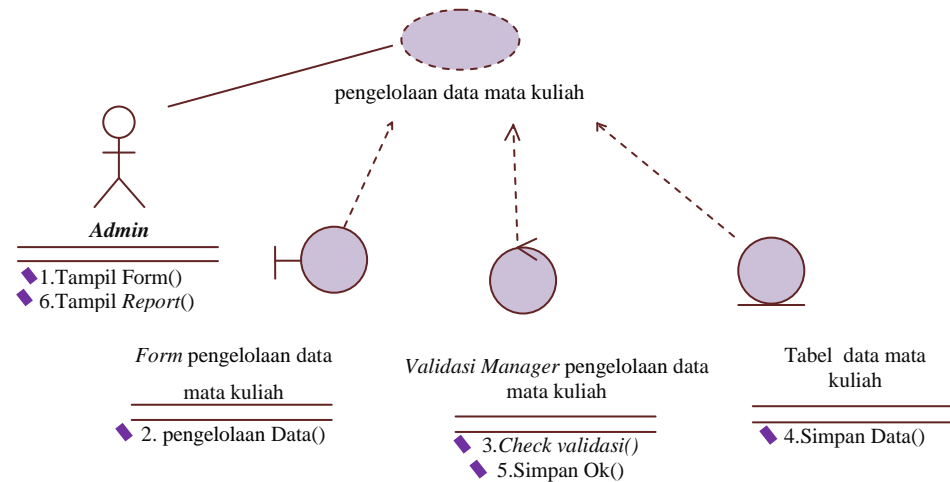 pengelolaan data mata kuliah
Admin
1.Tampil Form()
6.Tampil Report()
Form pengelolaan data
mata kuliah
2. pengelolaan Data()
Validasi Manager pengelolaan data
mata kuliah
3.Check validasi()
5.Simpan Ok()
Tabel data mata
kuliah
4.Simpan Data()